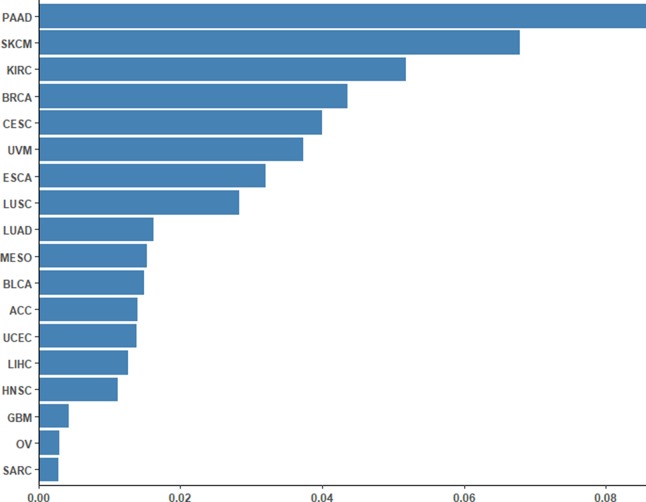 PAAD
SKCM
KIRC
BRCA
CESC
UVM
ESCA
LUSC
LUAD
MESO
BLCA
ACC
UCEC
LIHC
HNSC
GBM
OV
SARC
0.00 0.02 0.04 0.06 0.08